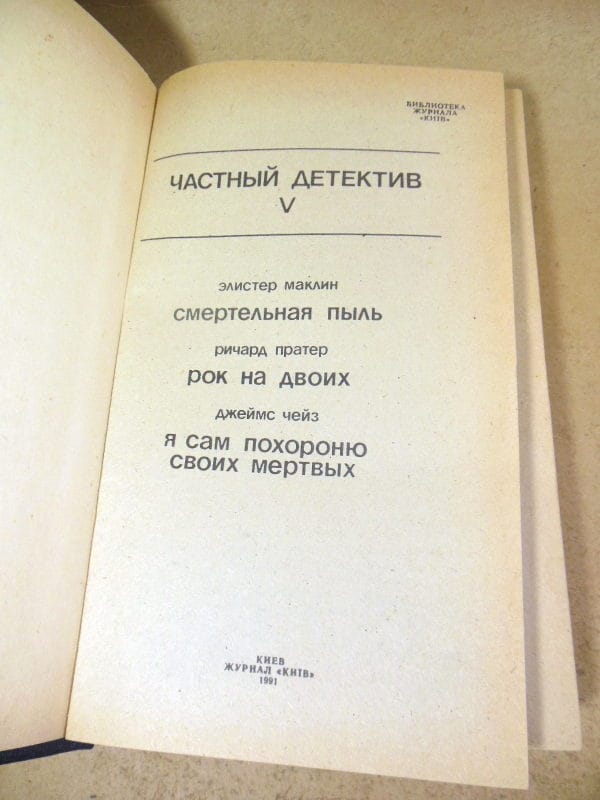 БИБЛИОТЕКА
ЖУРНАЛА
«КИЇВ»
ЧАСТНЫЙ ДЕТЕКТИВ
V
ЭЛИСТЕР МАКЛИН
СМЕРТЕЛЬНАЯ ПЫЛЬ
РИЧАРД ПРАТЕР
РОК НА ДВОИХ
ДЖЕЙМС ЧЕЙЗ
Я САМ ПОХОРОНЮ
СВОИХ МЕРТВЫХ
КИЕВ
ЖУРНАЛ «КИЇВ»
1991